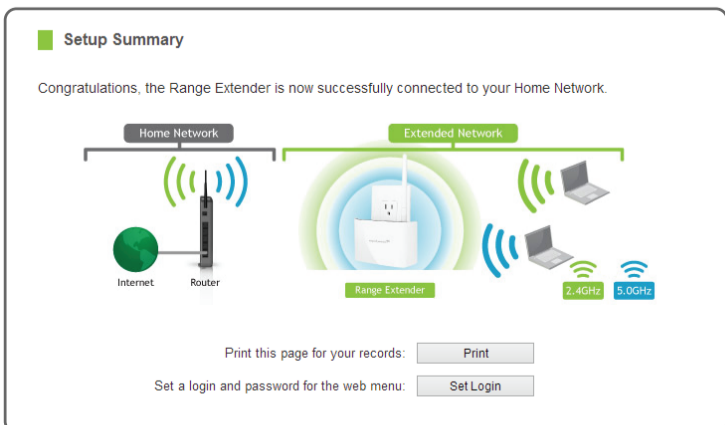 Setup Summary
Congratulations, the Range Extender is now successfully connected to your Home Network.
Home Network
Extended Network
Internet
Router
Range Extender
2.4GHz
5.0GHz
Print this page for your records:
Print
Set a login and password for the web menu:
Set Login